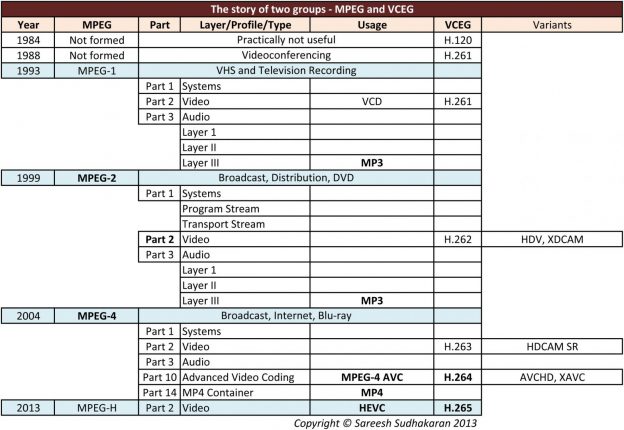 The story of two groups - MPEG and VCEG
Year MPEG Part Layer/Profile/Type Usage VCEG Variants
1984 Not formed Practically not useful H.120
1988 Not formed Videoconferencing H.261
1993 MPEG-1 VHS and Television Recording
Part 1 Systems
Part 2 Video VCD H.261
Part 3 Audio
Layer 1
Layer II
Layer III MP3
1999 MPEG-2 Broadcast, Distribution, DVD
Part 1 Systems
Program Stream
Transport Stream
Part 2 Video H.262 HDV, XDCAM
Part 3 Audio
Layer 1
Layer II
Layer III MP3
2004 MPEG-4 Broadcast, Internet, Blu-ray
Part 1 Systems
Part 2 Video H.263 HDCAM SR
Part 3 Audio
Part 10 Advanced Video Coding MPEG-4 AVC H.264 AVCHD, XAVC
Part 14 MP4 Container MP4
2013 MPEG-H Part 2 Video HEVC H.265
Copyright © Sareesh Sudhakaran 2013